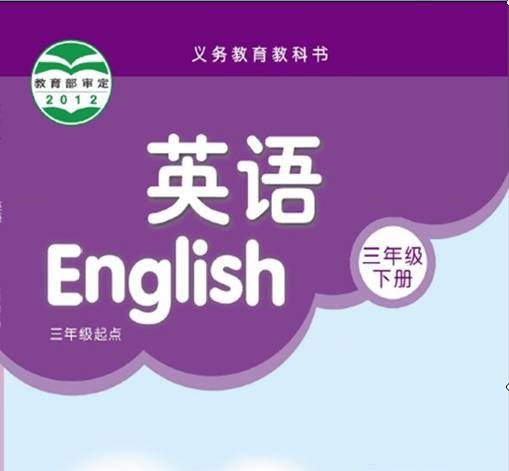 义务教育教科书
教育部审定
2012
英语
English
三年级
下册
三年级起点